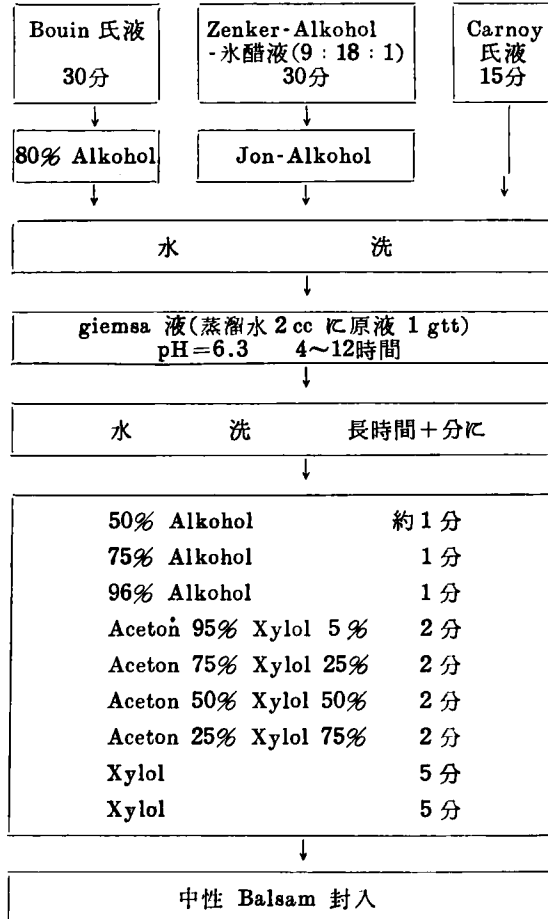 Bouin 氏液
30分
Zenker-Alkohol
-氷醋液(9 : 18 : 1)
30分
Carnoy
氏液
15分
80% Alkohol
Jon-Alkohol
水 洗
giemsa 液(蒸溜水 2 cc に原液 1 gtt)
pH=6.3 4~12時間
水 洗 長時間+分に
50% Alkohol 約 1 分
75% Alkohol 1 分
96% Alkohol 1 分
Aceton 95% Xylol 5 % 2 分
Aceton 75% Xylol 25% 2 分
Aceton 50% Xylol 50% 2 分
Aceton 25% Xylol 75% 2 分
Xylol 5 分
Xylol 5 分
中性 Balsam 封入